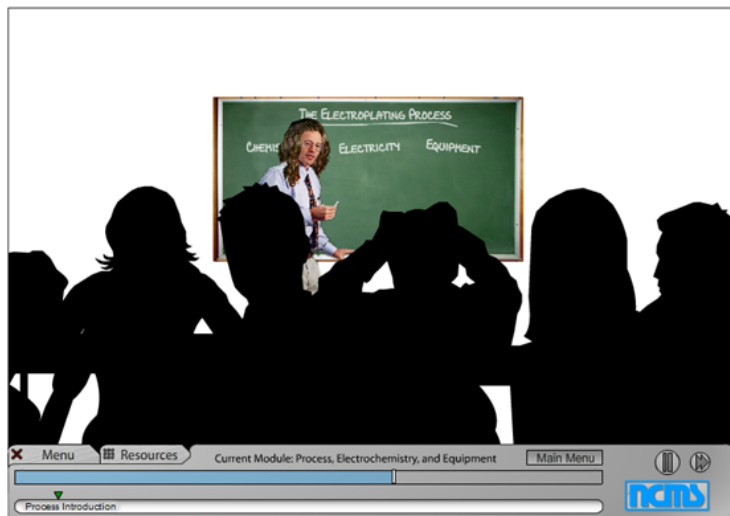 THE ELECTROPLATING PROCESS
CHEMIS ELECTRICITY EQUIPMENT
Menu Resources Current Module: Process, Electrochemistry, and Equipment Main Menu
Process Introduction
ncms